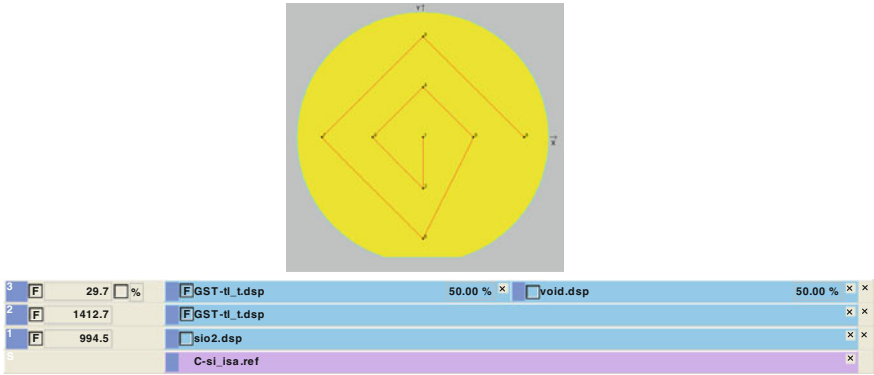 Y
X
3 F 29.7 % F GST-tl_t.dsp 50.00 % × void.dsp 50.00 % × ×
2 F 1412.7 F GST-tl_t.dsp × ×
1 F 994.5 sio2.dsp × ×
S C-si_isa.ref ×